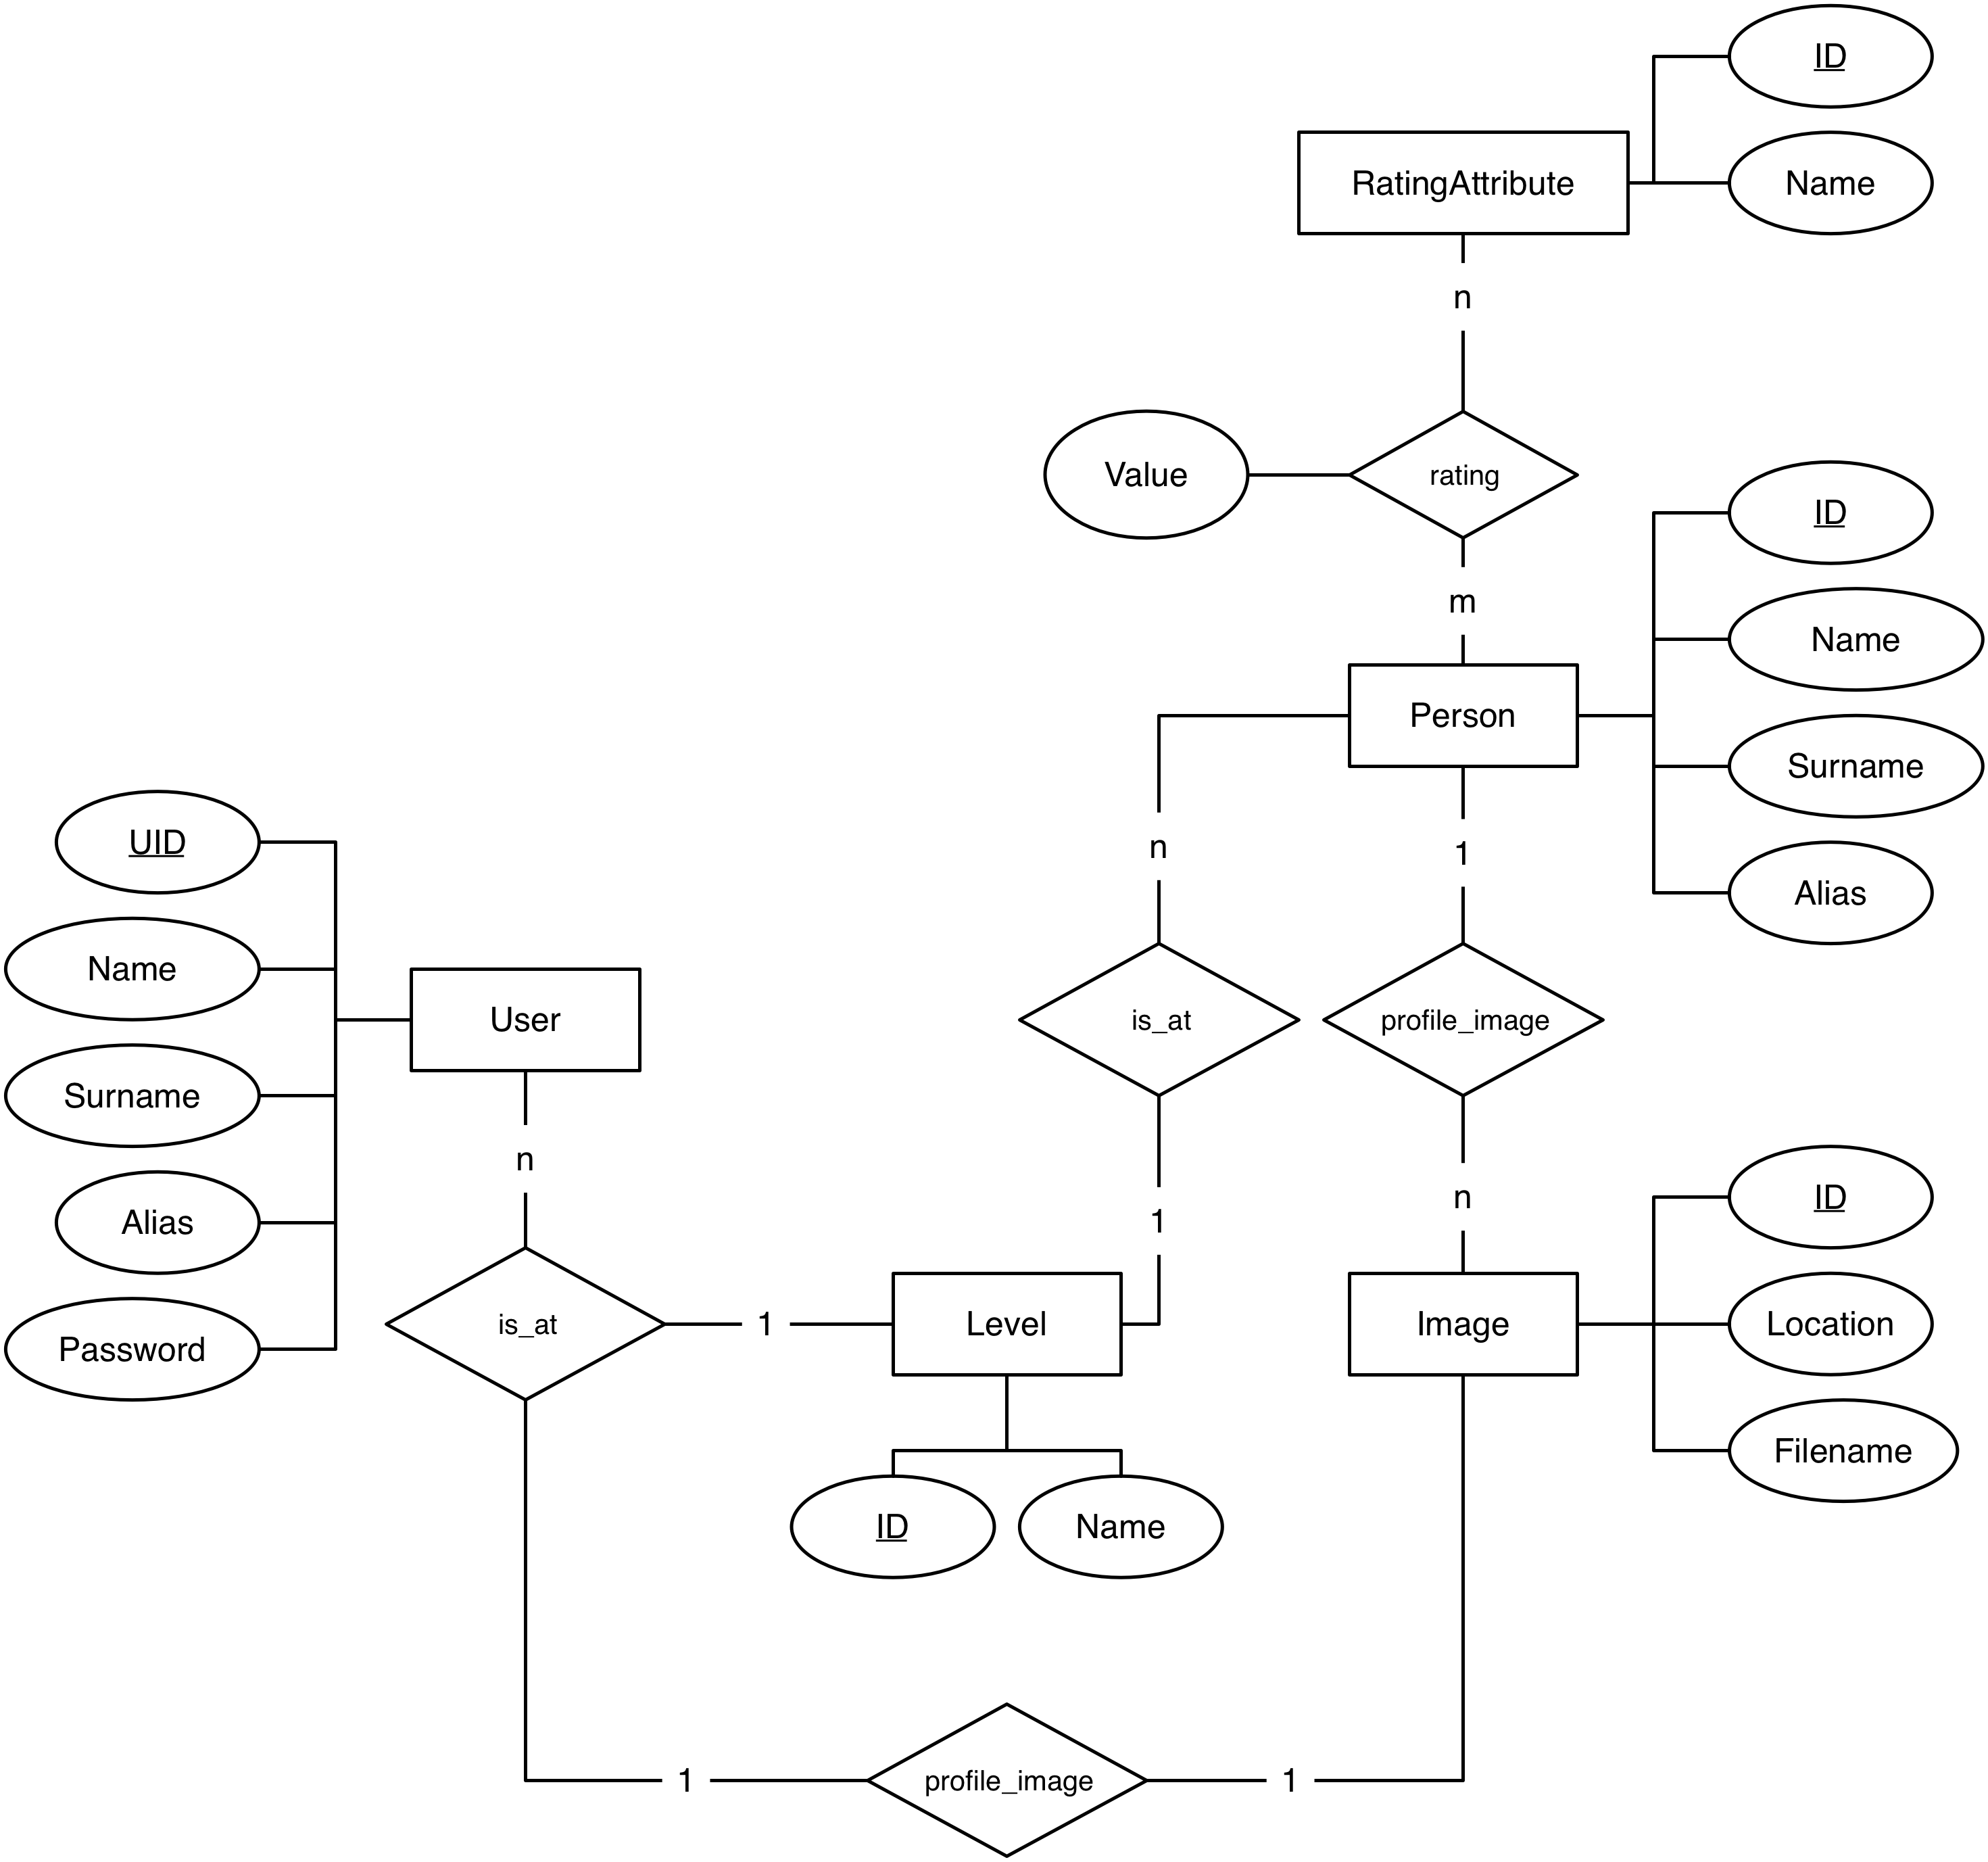 ID
RatingAttribute
Name
n
Value
rating
ID
m
Name
Person
Surname
UID
n
1
Alias
Name
User
is_at
profile_image
Surname
n
n
ID
Alias
1
Password
is_at
1
Level
Image
Location
Filename
ID
Name
1
profile_image
1